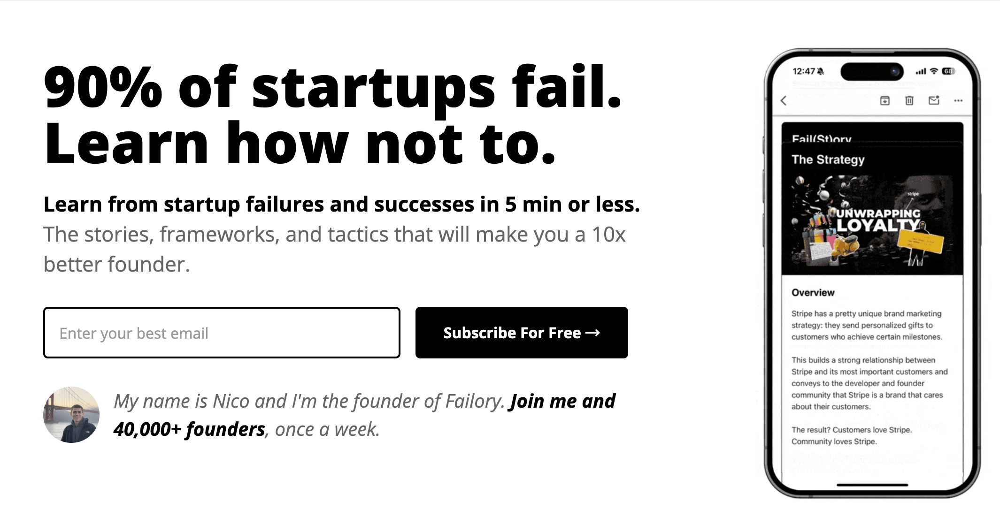 90% of startups fail.
Learn how not to.
Learn from startup failures and successes in 5 min or less.
The stories, frameworks, and tactics that will make you a 10x
better founder.
Enter your best email
Subscribe For Free →
My name is Nico and I'm the founder of Failory. Join me and
40,000+ founders, once a week.
12:47
68
Fail(St)ory
The Strategy
stripe
UNWRAPPING
LOYALTY
Overview
Stripe has a pretty unique brand marketing
strategy: they send personalized gifts to
customers who achieve certain milestones.
This builds a strong relationship between
Stripe and its most important customers and
conveys to the developer and founder
community that Stripe is a brand that cares
about their customers.
The result? Customers love Stripe.
Community loves Stripe.